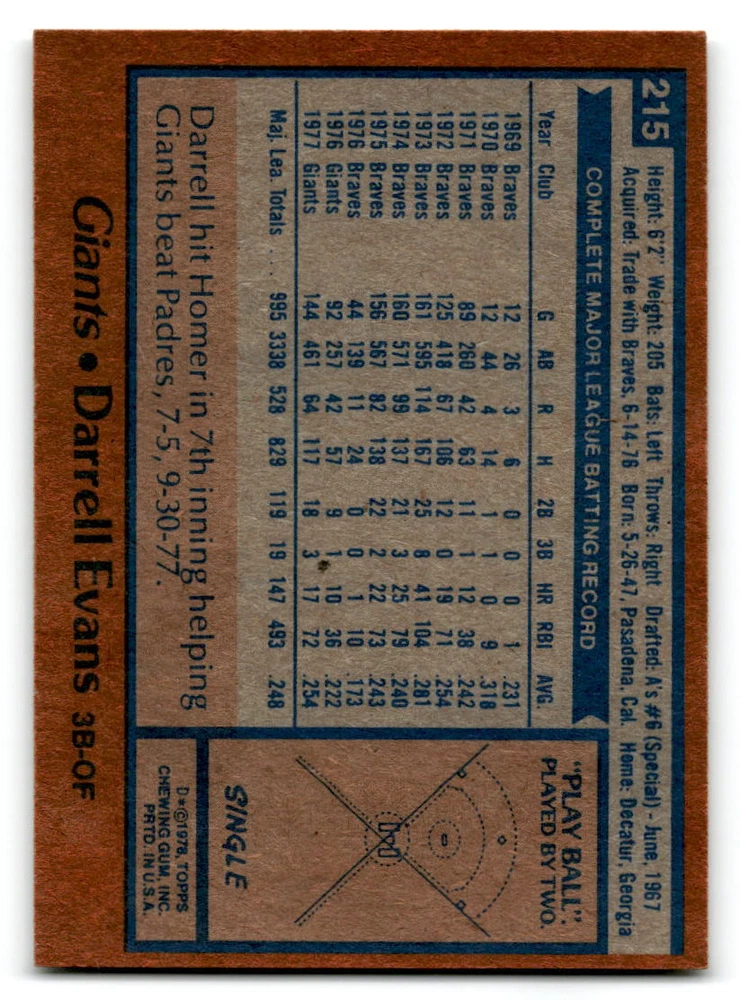 215
Height: 6'2" Weight: 205 Bats: Left Throws: Right Drafted: A's #6 (Special) - June, 1967
Acquired: Trade with Braves, 6-14-76 Born: 5-26-47, Pasadena, Cal. Home: Decatur, Georgia
COMPLETE MAJOR LEAGUE BATTING RECORD
Year Club G AB R H 2B 3B HR RBI AVG.
1969 Braves 12 26 3 6 0 0 0 1 .231
1970 Braves 12 44 4 14 1 1 0 9 .318
1971 Braves 89 260 42 63 11 1 12 38 .242
1972 Braves 125 418 67 106 12 0 19 71 .254
1973 Braves 161 595 114 167 25 8 41 104 .281
1974 Braves 160 571 99 137 21 3 25 79 .240
1975 Braves 156 567 82 138 22 2 22 73 .243
1976 Braves 44 139 11 24 0 0 1 10 .173
1976 Giants 92 257 42 57 9 1 10 36 .222
1977 Giants 144 461 64 117 18 3 17 72 .254
Maj. Lea. Totals .... 995 3338 528 829 119 19 147 493 .248
Darrell hit Homer in 7th inning helping
Giants beat Padres, 7-5, 9-30-77.
"PLAY BALL".
PLAYED BY TWO.
SINGLE
D*©1978, TOPPS
CHEWING GUM, INC.
PRTD. IN U.S.A.
Giants • Darrell Evans 3B-OF